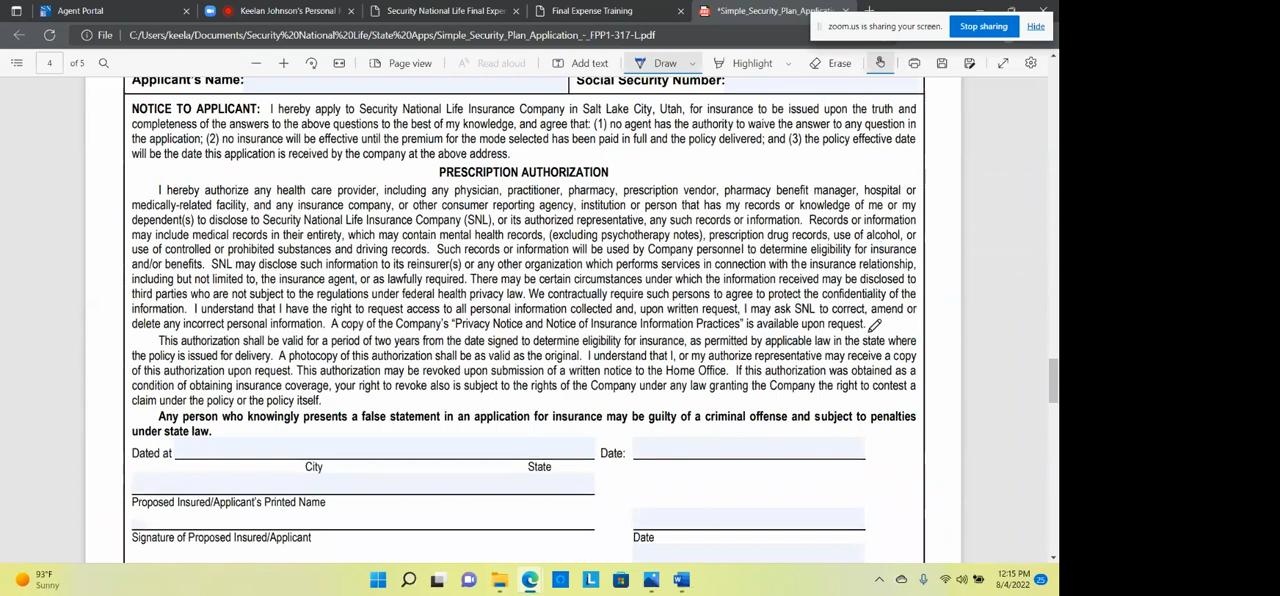 Agent Portal
Keelan Johnson's Personal
Security National Life Final Exper
Final Expense Training
*Simple_Security_Plan_Applicatio
zoom.us is sharing your screen.
Stop sharing
Hide
File
C:/Users/keela/Documents/Security%20National%20Life/State%20Apps/Simple_Security_Plan_Application_-_FPP1-317-L.pdf
4 of 5
Page view
Read aloud
Add text
Draw
Highlight
Erase
Applicant's Name:
Social Security Number:
NOTICE TO APPLICANT: I hereby apply to Security National Life Insurance Company in Salt Lake City, Utah, for insurance to be issued upon the truth and
completeness of the answers to the above questions to the best of my knowledge, and agree that: (1) no agent has the authority to waive the answer to any question in
the application; (2) no insurance will be effective until the premium for the mode selected has been paid in full and the policy delivered; and (3) the policy effective date
will be the date this application is received by the company at the above address.
PRESCRIPTION AUTHORIZATION
I hereby authorize any health care provider, including any physician, practitioner, pharmacy, prescription vendor, pharmacy benefit manager, hospital or
medically-related facility, and any insurance company, or other consumer reporting agency, institution or person that has my records or knowledge of me or my
dependent(s) to disclose to Security National Life Insurance Company (SNL), or its authorized representative, any such records or information. Records or information
may include medical records in their entirety, which may contain mental health records, (excluding psychotherapy notes), prescription drug records, use of alcohol, or
use of controlled or prohibited substances and driving records. Such records or information will be used by Company personnel to determine eligibility for insurance
and/or benefits. SNL may disclose such information to its reinsurer(s) or any other organization which performs services in connection with the insurance relationship,
including but not limited to, the insurance agent, or as lawfully required. There may be certain circumstances under which the information received may be disclosed to
third parties who are not subject to the regulations under federal health privacy law. We contractually require such persons to agree to protect the confidentiality of the
information. I understand that I have the right to request access to all personal information collected and, upon written request, I may ask SNL to correct, amend or
delete any incorrect personal information. A copy of the Company's “Privacy Notice and Notice of Insurance Information Practices” is available upon request.
This authorization shall be valid for a period of two years from the date signed to determine eligibility for insurance, as permitted by applicable law in the state where
the policy is issued for delivery. A photocopy of this authorization shall be as valid as the original. I understand that I, or my authorize representative may receive a copy
of this authorization upon request. This authorization may be revoked upon submission of a written notice to the Home Office. If this authorization was obtained as a
condition of obtaining insurance coverage, your right to revoke also is subject to the rights of the Company under any law granting the Company the right to contest a
claim under the policy or the policy itself.
Any person who knowingly presents a false statement in an application for insurance may be guilty of a criminal offense and subject to penalties
under state law.
Dated at
Date:
City
State
Proposed Insured/Applicant's Printed Name
Signature of Proposed Insured/Applicant
Date
93°F
Sunny
12:15 PM
8/4/2022
25